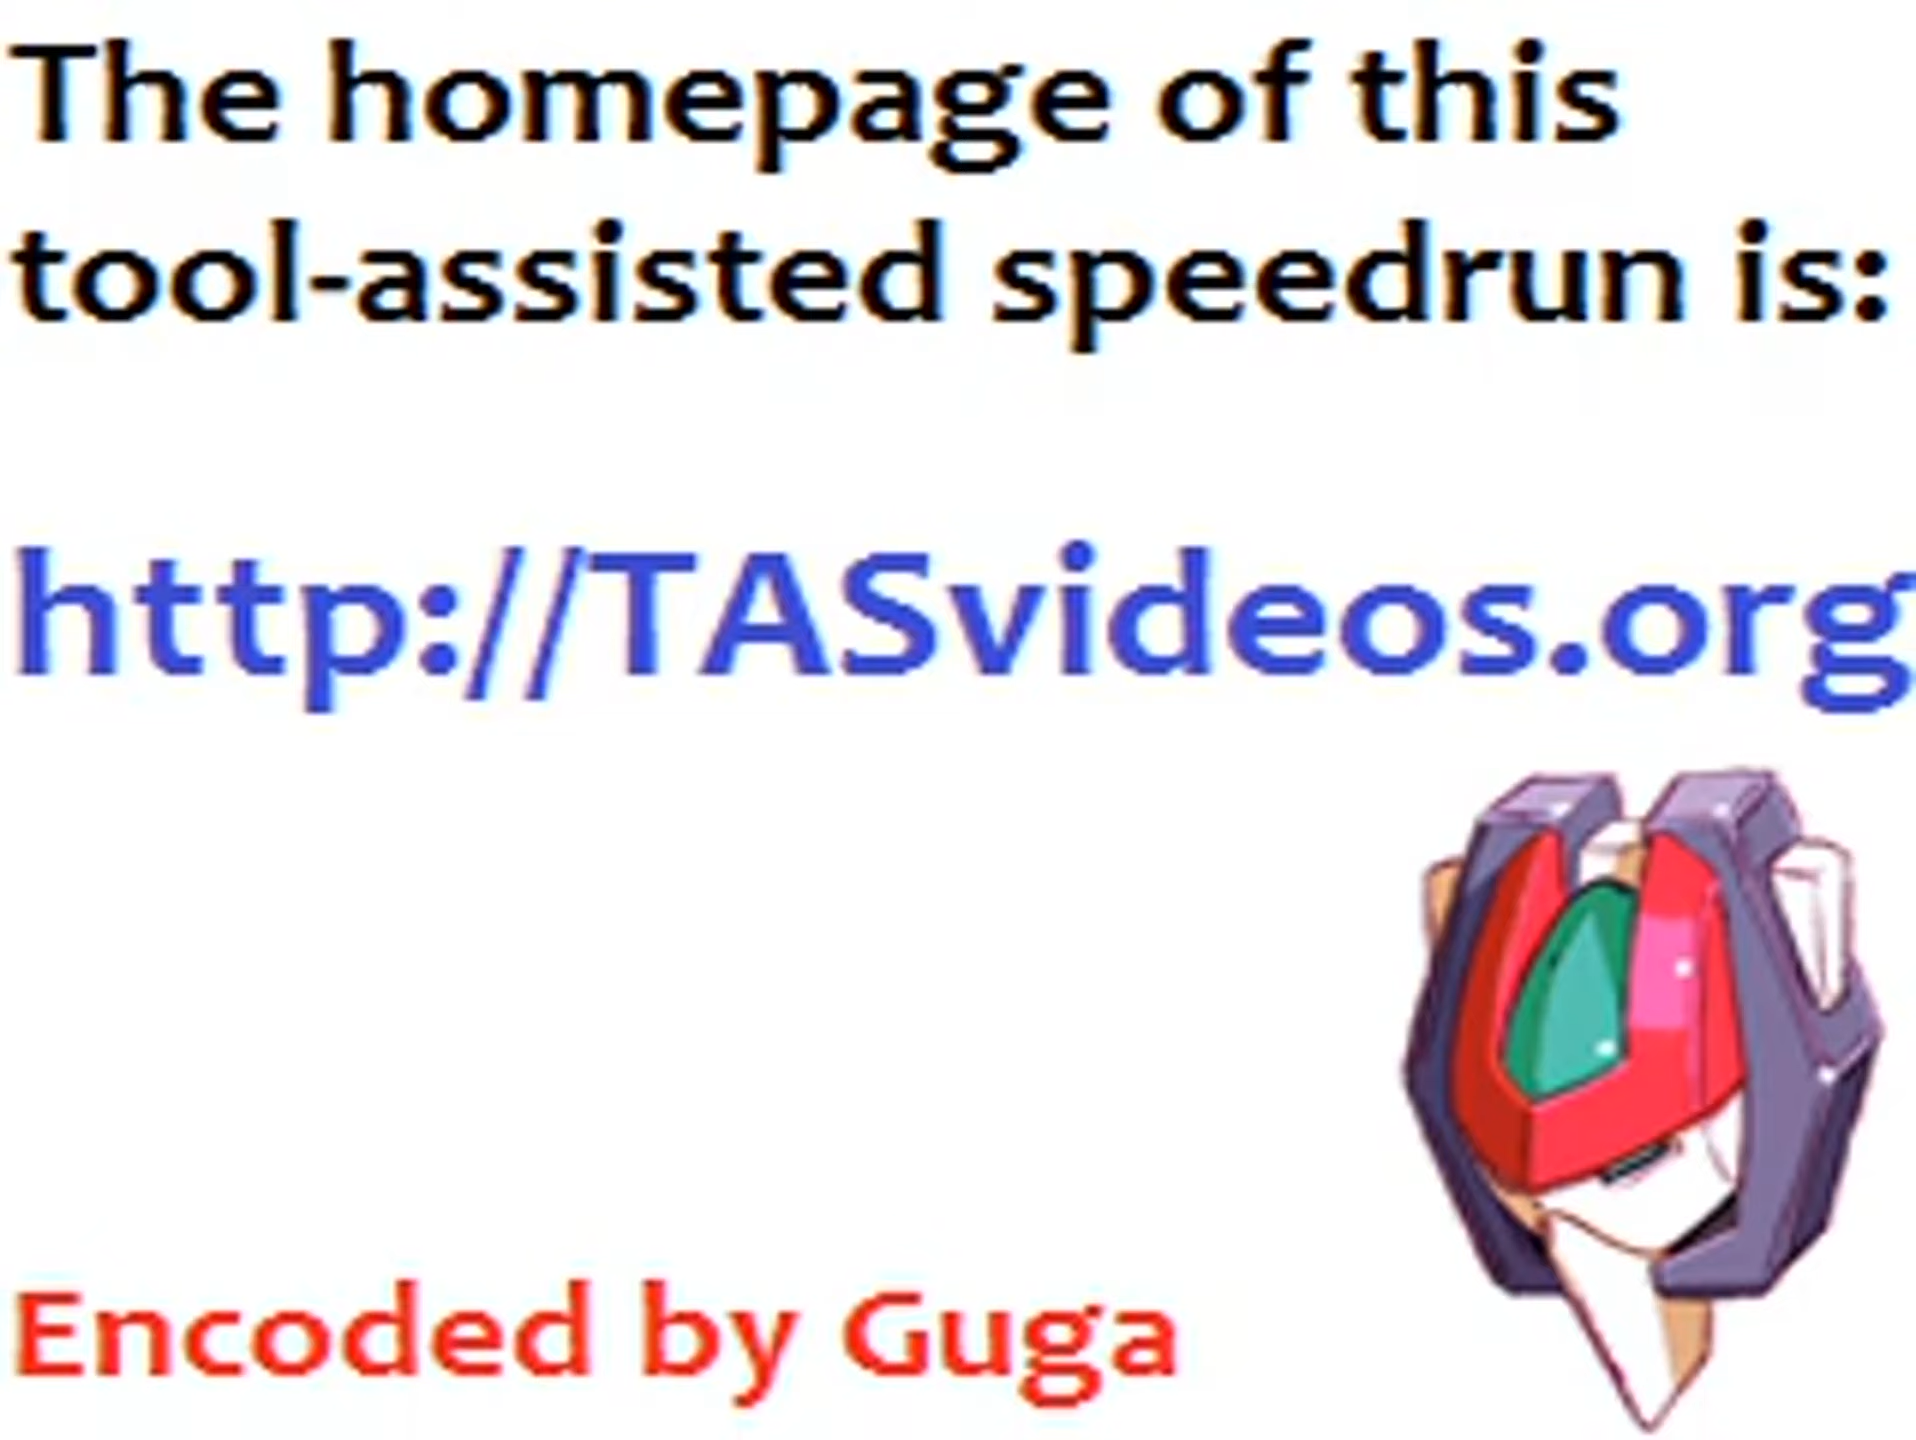 The homepage of this
tool-assisted speedrun is:
http://TASvideos.org
Encoded by Guga